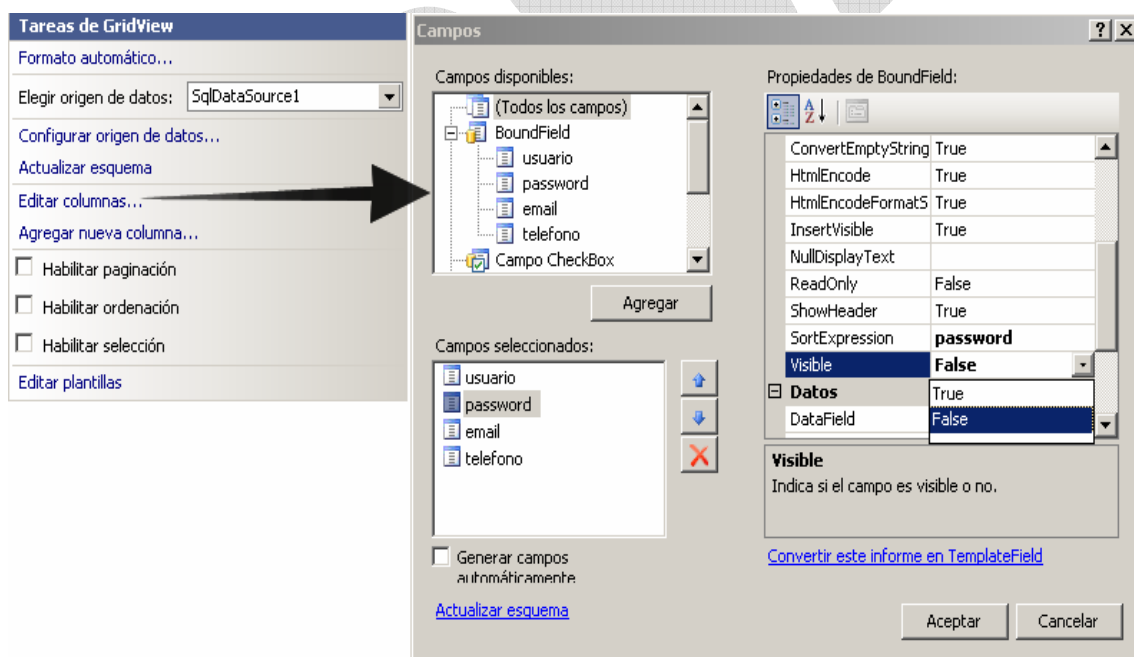 Tareas de GridView
Formato automático...
Elegir origen de datos: SqlDataSource1
Configurar origen de datos...
Actualizar esquema
Editar columnas...
Agregar nueva columna...
Habilitar paginación
Habilitar ordenación
Habilitar selección
Editar plantillas
Campos
Campos disponibles:
(Todos los campos)
BoundField
usuario
password
email
telefono
Campo CheckBox
Agregar
Campos seleccionados:
usuario
password
email
telefono
Generar campos
automáticamente
Actualizar esquema
Propiedades de BoundField:
ConvertEmptyString True
HtmlEncode True
HtmlEncodeFormatS True
InsertVisible True
NullDisplayText
ReadOnly False
ShowHeader True
SortExpression password
Visible False
Datos True
DataField False
Visible
Indica si el campo es visible o no.
Convertir este informe en TemplateField
Aceptar Cancelar